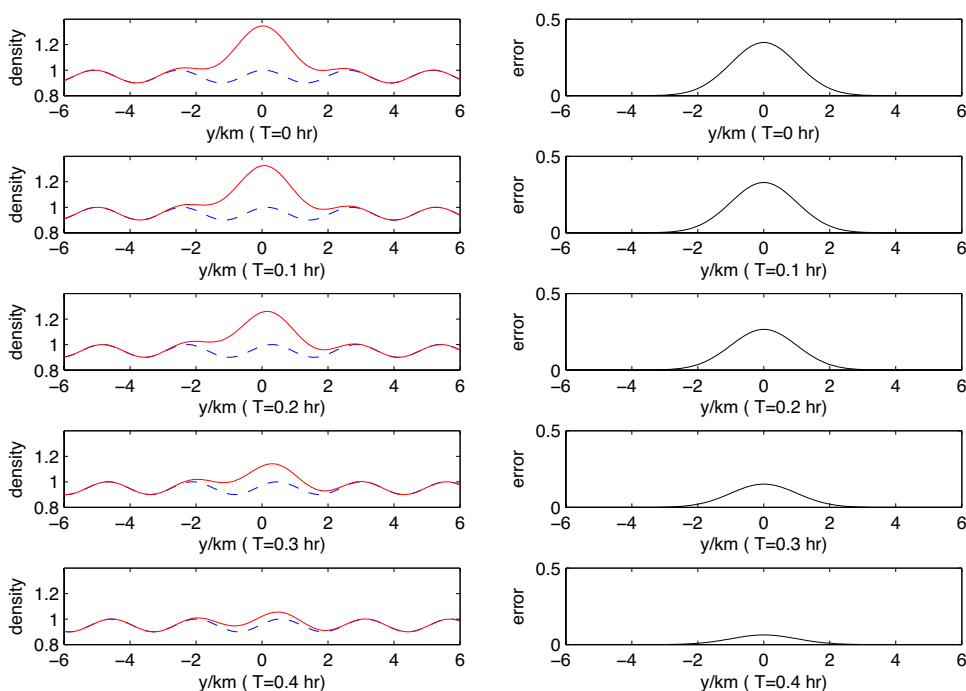 density
1.2
1
0.8
−6 −4 −2 0 2 4 6
y/km ( T=0 hr)
error
0.5
0
−6 −4 −2 0 2 4 6
y/km ( T=0 hr)
density
1.2
1
0.8
−6 −4 −2 0 2 4 6
y/km ( T=0.1 hr)
error
0.5
0
−6 −4 −2 0 2 4 6
y/km ( T=0.1 hr)
density
1.2
1
0.8
−6 −4 −2 0 2 4 6
y/km ( T=0.2 hr)
error
0.5
0
−6 −4 −2 0 2 4 6
y/km ( T=0.2 hr)
density
1.2
1
0.8
−6 −4 −2 0 2 4 6
y/km ( T=0.3 hr)
error
0.5
0
−6 −4 −2 0 2 4 6
y/km ( T=0.3 hr)
density
1.2
1
0.8
−6 −4 −2 0 2 4 6
y/km ( T=0.4 hr)
error
0.5
0
−6 −4 −2 0 2 4 6
y/km ( T=0.4 hr)